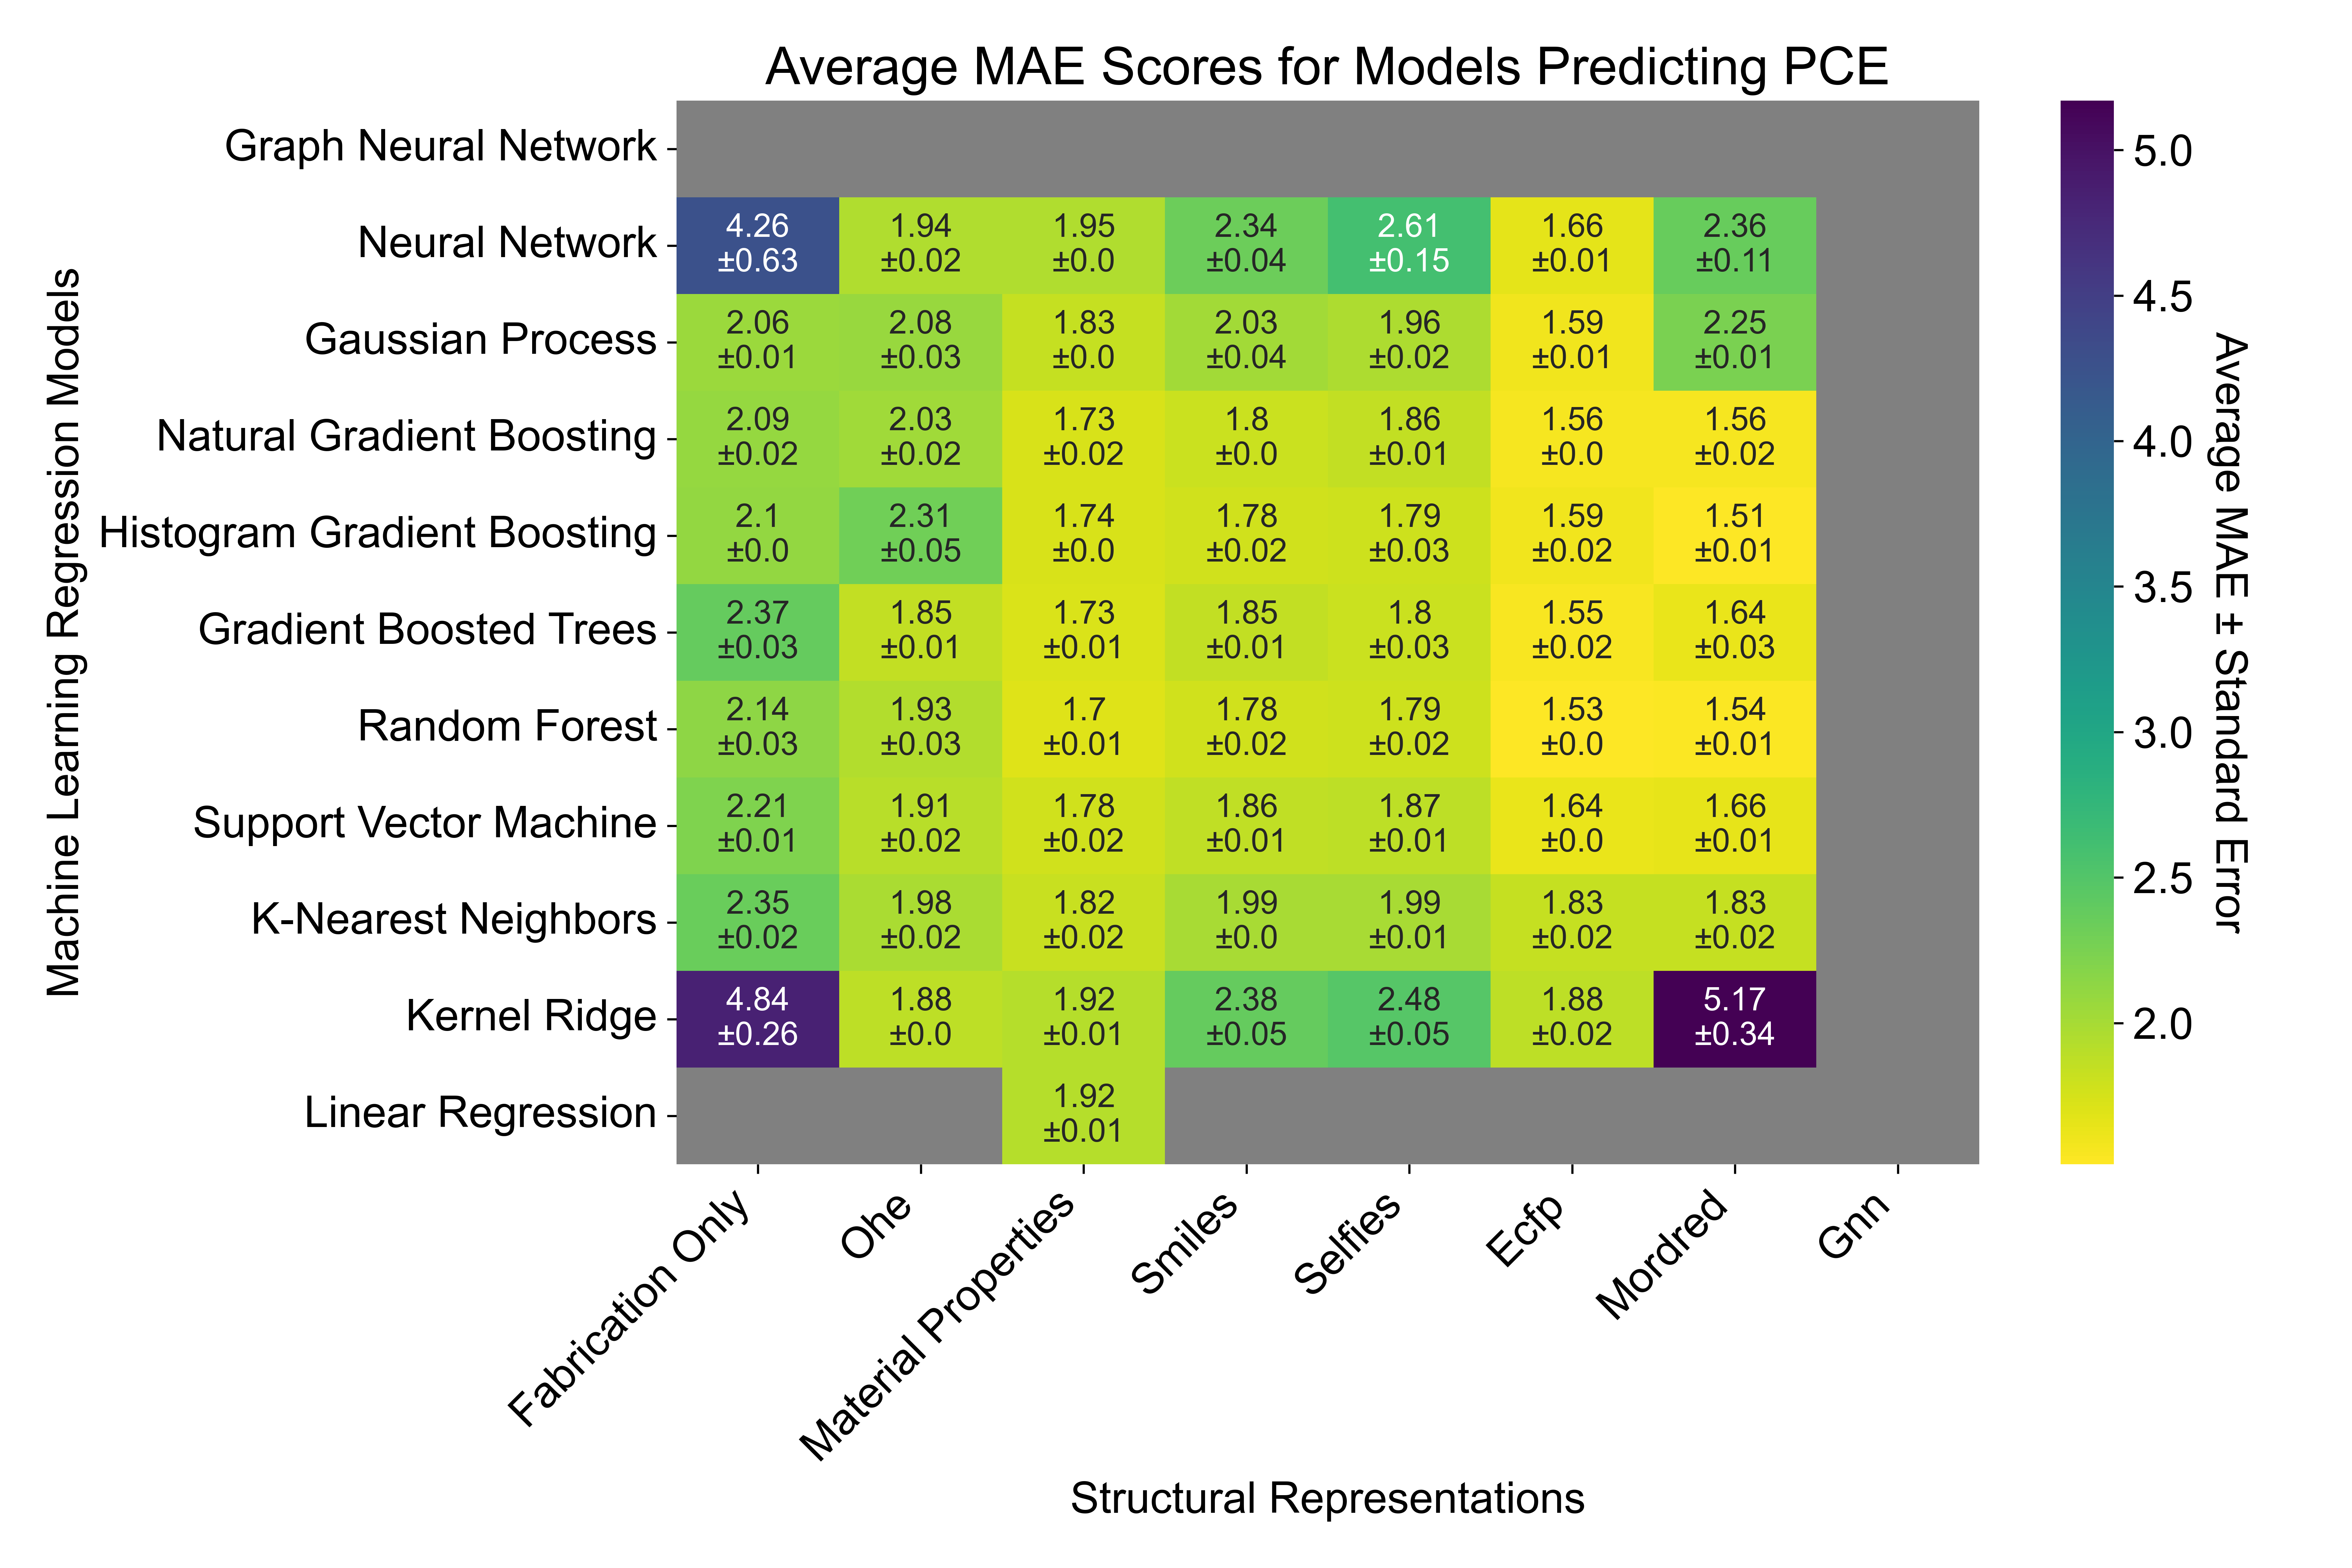 Average MAE Scores for Models Predicting PCE
Machine Learning Regression Models
Graph Neural Network
Neural Network
4.26 1.94 1.95 2.34 2.61 1.66 2.36
±0.63 ±0.02 ±0.0 ±0.04 ±0.15 ±0.01 ±0.11
Gaussian Process
2.06 2.08 1.83 2.03 1.96 1.59 2.25
±0.01 ±0.03 ±0.0 ±0.04 ±0.02 ±0.01 ±0.01
Natural Gradient Boosting
2.09 2.03 1.73 1.8 1.86 1.56 1.56
±0.02 ±0.02 ±0.02 ±0.0 ±0.01 ±0.0 ±0.02
Histogram Gradient Boosting
2.1 2.31 1.74 1.78 1.79 1.59 1.51
±0.0 ±0.05 ±0.0 ±0.02 ±0.03 ±0.02 ±0.01
Gradient Boosted Trees
2.37 1.85 1.73 1.85 1.8 1.55 1.64
±0.03 ±0.01 ±0.01 ±0.01 ±0.03 ±0.02 ±0.03
Random Forest
2.14 1.93 1.7 1.78 1.79 1.53 1.54
±0.03 ±0.03 ±0.01 ±0.02 ±0.02 ±0.0 ±0.01
Support Vector Machine
2.21 1.91 1.78 1.86 1.87 1.64 1.66
±0.01 ±0.02 ±0.02 ±0.01 ±0.01 ±0.0 ±0.01
K-Nearest Neighbors
2.35 1.98 1.82 1.99 1.99 1.83 1.83
±0.02 ±0.02 ±0.02 ±0.0 ±0.01 ±0.02 ±0.02
Kernel Ridge
4.84 1.88 1.92 2.38 2.48 1.88 5.17
±0.26 ±0.0 ±0.01 ±0.05 ±0.05 ±0.02 ±0.34
Linear Regression
1.92
±0.01
Fabrication Only
Ohe
Material Properties
Smiles
Selfies
Ecfp
Mordred
Gnn
Structural Representations
5.0
4.5
4.0
3.5
3.0
2.5
2.0
Average MAE ± Standard Error